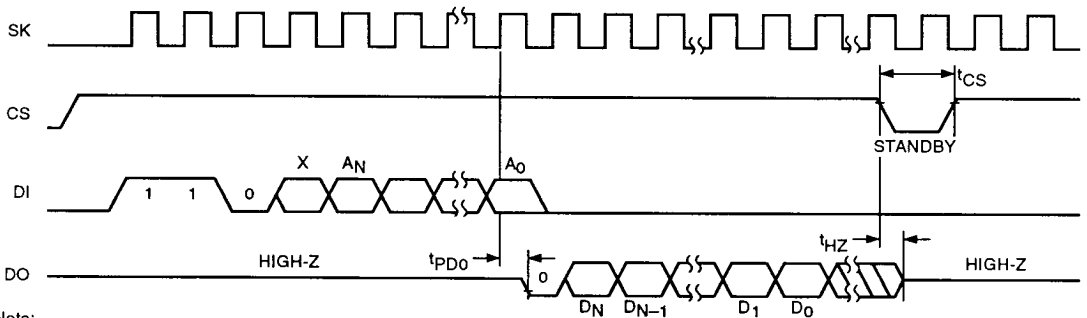 SK
CS
tCS
STANDBY
DI
1 1 0 X AN A0
DO
HIGH-Z
tPD0
0
DN DN–1 D1 D0
tHZ
HIGH-Z